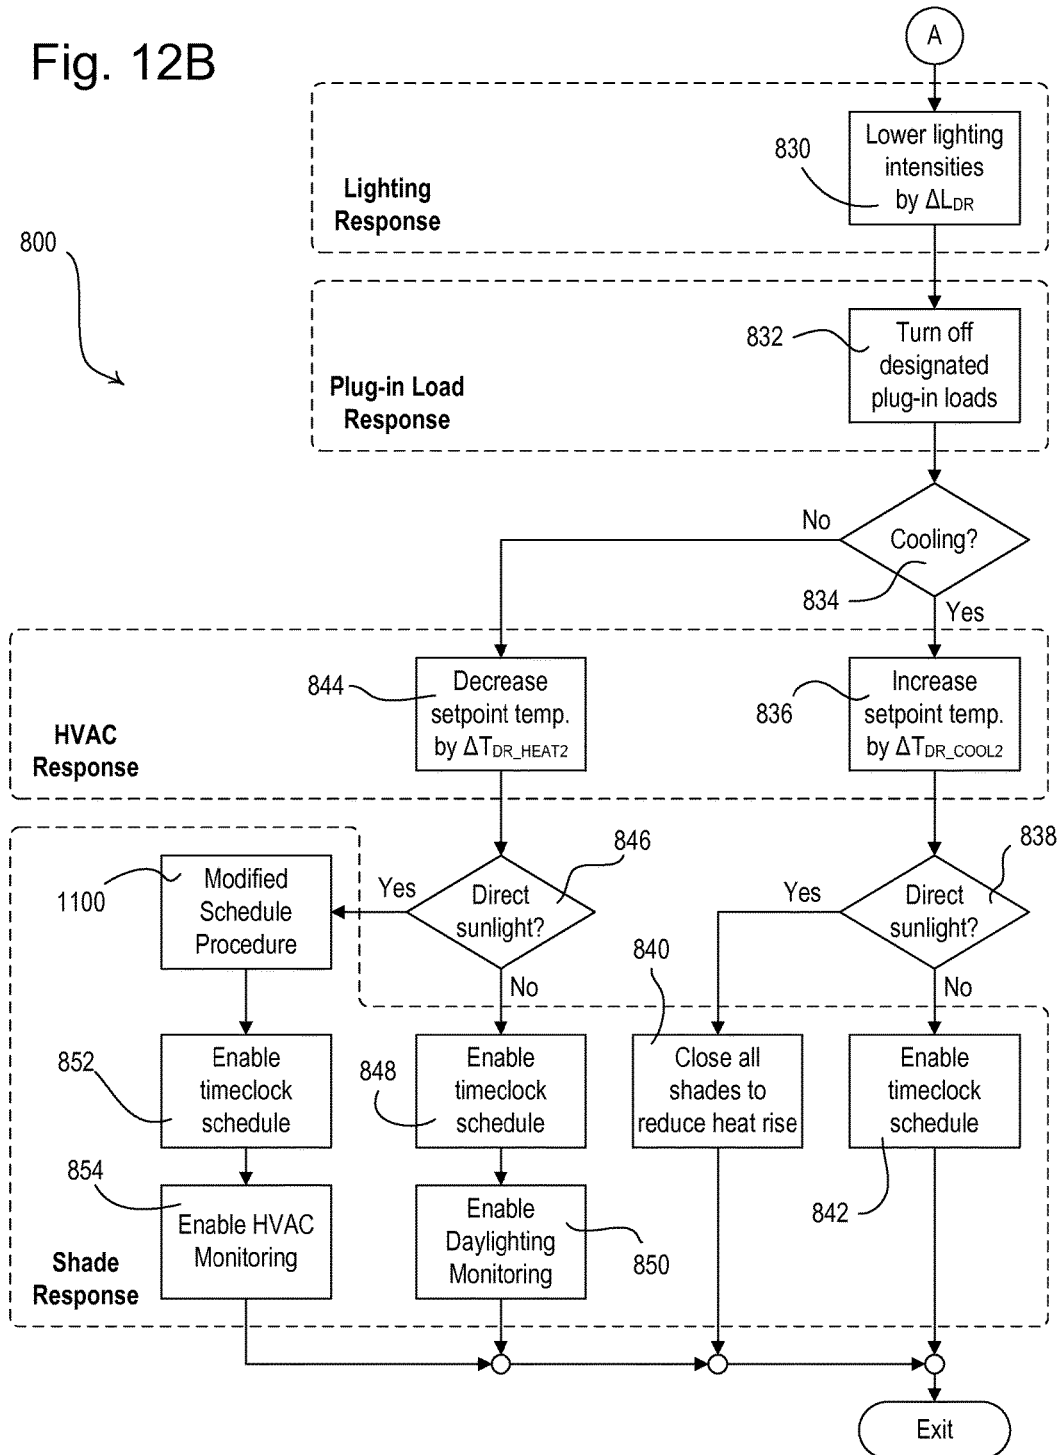 Fig. 12B
A
830
Lower lighting
intensities
by ΔLDR
Lighting
Response
800
832
Turn off
designated
plug-in loads
Plug-in Load
Response
No
Cooling?
834
Yes
844
Decrease
setpoint temp.
by ΔTDR_HEAT2
836
Increase
setpoint temp.
by ΔTDR_COOL2
HVAC
Response
1100
Modified
Schedule
Procedure
Yes
846
Direct
sunlight?
No
Yes
838
Direct
sunlight?
No
840
852
Enable
timeclock
schedule
848
Enable
timeclock
schedule
Close all
shades to
reduce heat rise
Enable
timeclock
schedule
842
854
Enable HVAC
Monitoring
Enable
Daylighting
Monitoring
850
Shade
Response
Exit